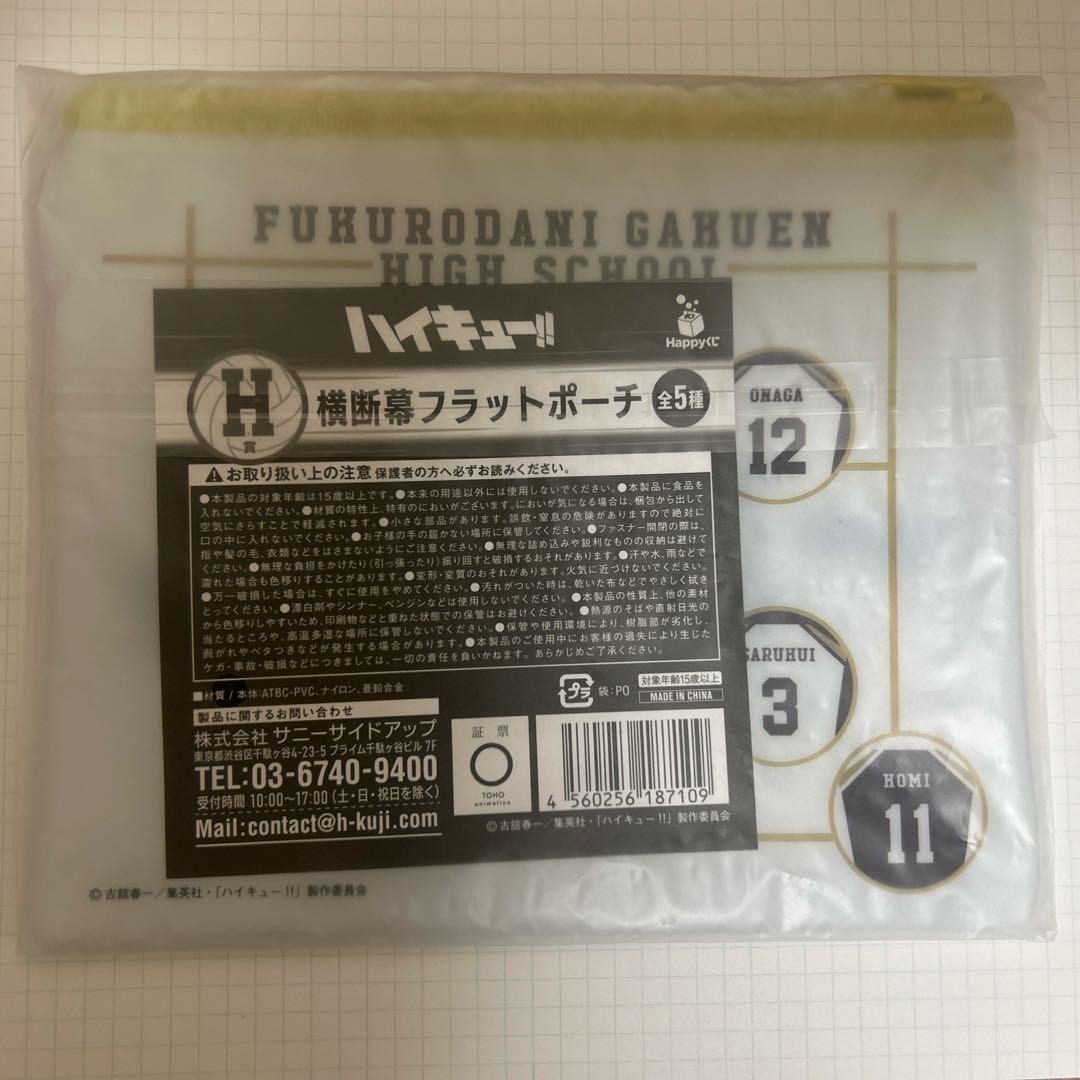 FUKURODANI GAKUEN
HIGH SCHOOL
ハイキュー!!
Happyくじ
H
賞
横断幕フラットポーチ
全5種
お取り扱い上の注意 保護者の方へ必ずお読みください。
●本製品の対象年齢は15歳以上です。●本来の用途以外には使用しないでください。●本製品に食品を
入れないでください。●材質の特性上、特有のにおいがございます。においが気になる場合は、梱包から出して
空気にさらすことで軽減されます。●小さな部品があります。誤飲・窒息の危険がありますので絶対に
口の中に入れないでください。●お子様の手の届かない場所に保管してください。●ファスナー開閉の際は、
指や髪の毛、衣類などをはさまないようにご注意ください。●無理な詰め込みや鋭利なものの収納は避けて
ください。●無理な負担をかけたり(引っ張ったり)振り回すと破損するおそれがあります。●汗や水、雨などで
濡れた場合も色移りすることがあります。●変形・変質のおそれがあります。火気に近づけないでください。
●万一破損した場合は、すぐに使用をやめてください。●汚れがついた時は、乾いた布などでやさしく拭き
とってください。●漂白剤やシンナー、ベンジンなどは使用しないでください。●本製品の性質上、他の素材
から色移りしやすいため、印刷物などと重ねた状態での保管はお避けください。●熱源のそばや直射日光の
当たるところや、高温多湿な場所に保管しないでください。●保管や使用環境により、樹脂部が劣化し、
剥がれやベタつきなどが発生する場合があります。●本製品のご使用中にお客様の過失により生じた
ケガ・事故・破損などにつきましては、一切の責任を負いかねます。あらかじめご了承ください。
■材質/本体:ATBC-PVC、ナイロン、亜鉛合金
プラ
袋:PO
対象年齢15歳以上
MADE IN CHINA
製品に関するお問い合わせ
株式会社 サニーサイドアップ
東京都渋谷区千駄ヶ谷4-23-5 プライム千駄ヶ谷ビル 7F
TEL:03-6740-9400
受付時間 10:00〜17:00(土・日・祝日を除く)
Mail:contact@h-kuji.com
証票
TOHO
animation
4 560256 187109
©古舘春一/集英社・「ハイキュー!!」製作委員会
ONAGA
12
SARUHUI
3
HOMI
11
©古舘春一/集英社・「ハイキュー!!」製作委員会